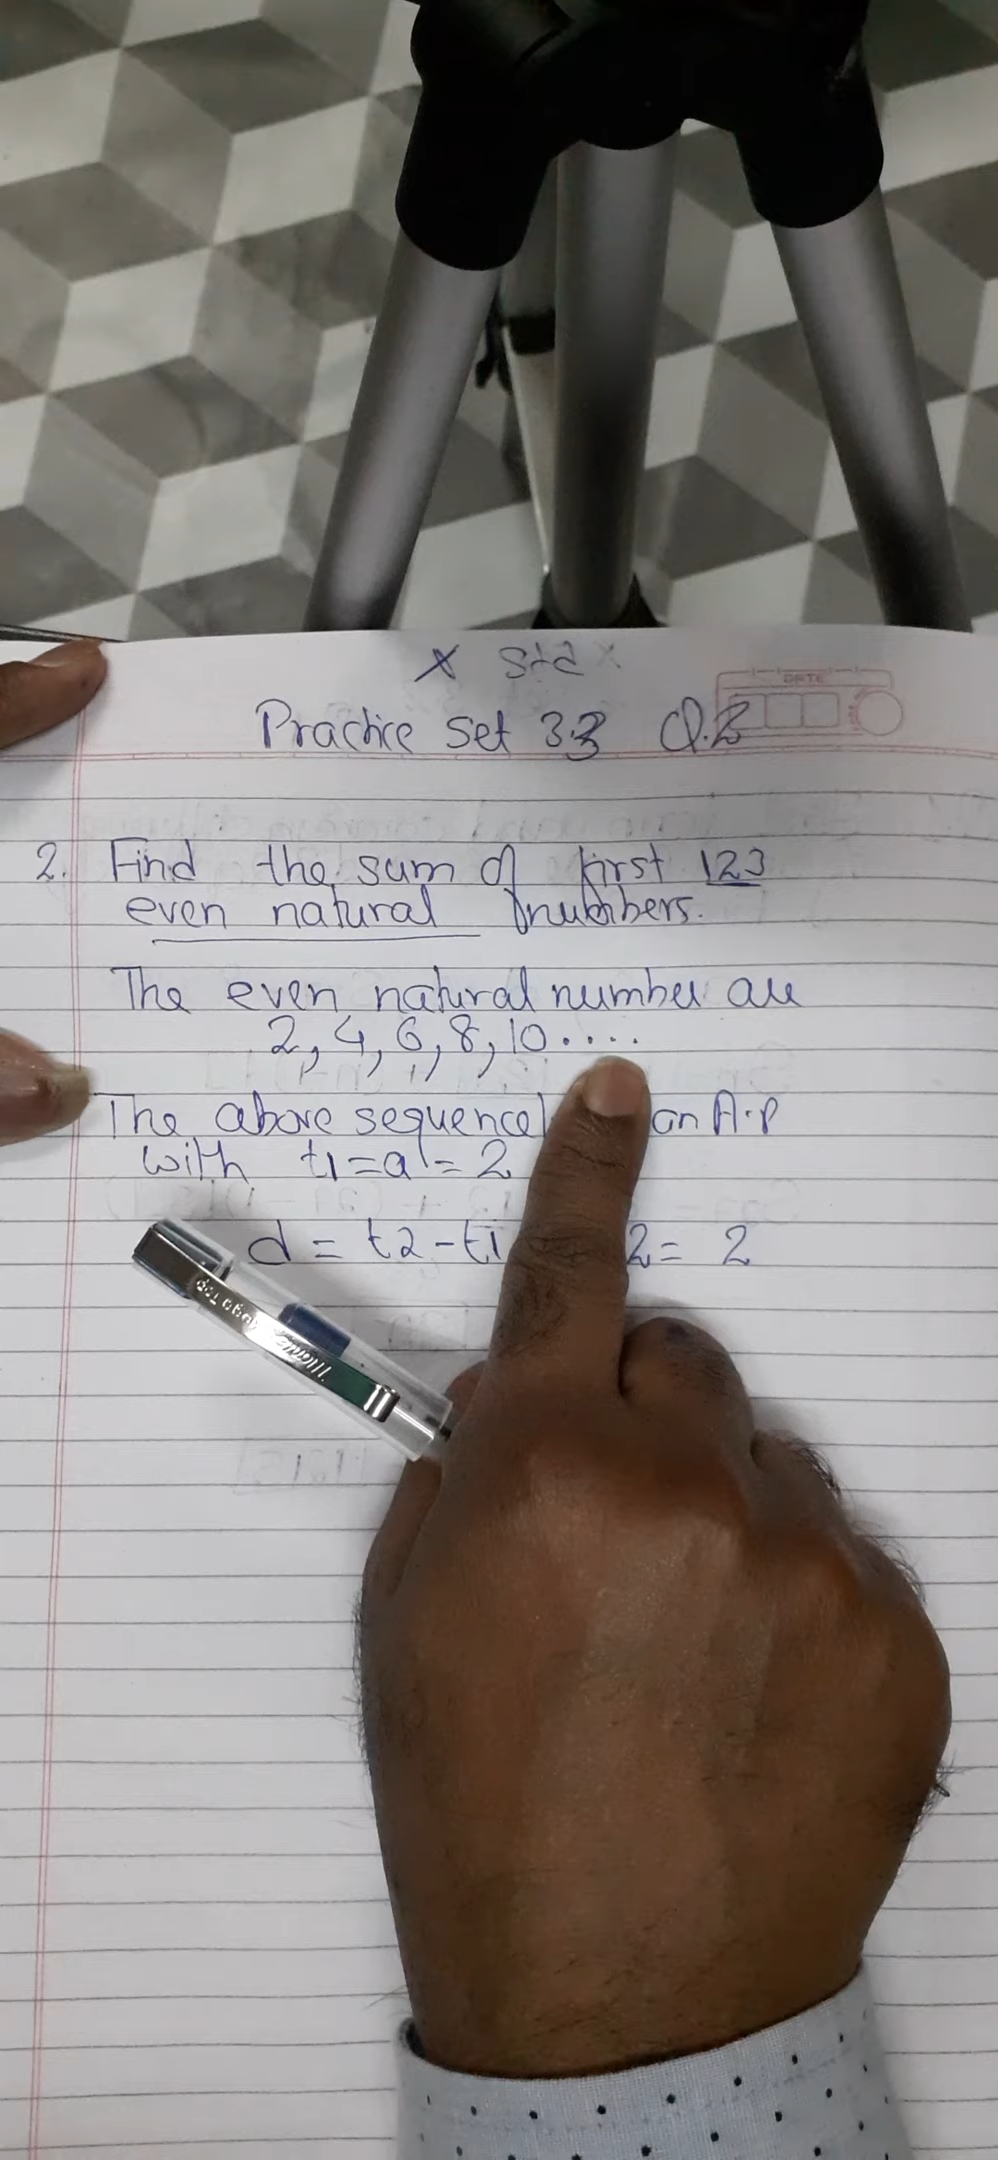 X Std
Practice Set 3.3 Q.2
DATE
2. Find the sum of first 123
even natural numbers.
The even natural number are
2, 4, 6, 8, 10.....
The above sequence an A.P
with t1=a=2
d = t2-t1 2= 2